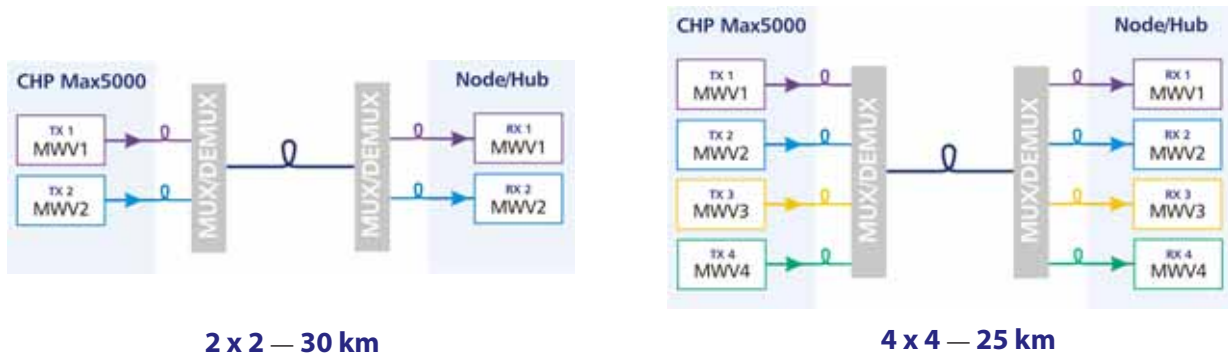 CHP Max5000
Node/Hub
TX 1
MWV1
TX 2
MWV2
MUX/DEMUX
MUX/DEMUX
RX 1
MWV1
RX 2
MWV2
2 x 2 — 30 km
CHP Max5000
Node/Hub
TX 1
MWV1
TX 2
MWV2
TX 3
MWV3
TX 4
MWV4
MUX/DEMUX
MUX/DEMUX
RX 1
MWV1
RX 2
MWV2
RX 3
MWV3
RX 4
MWV4
4 x 4 — 25 km